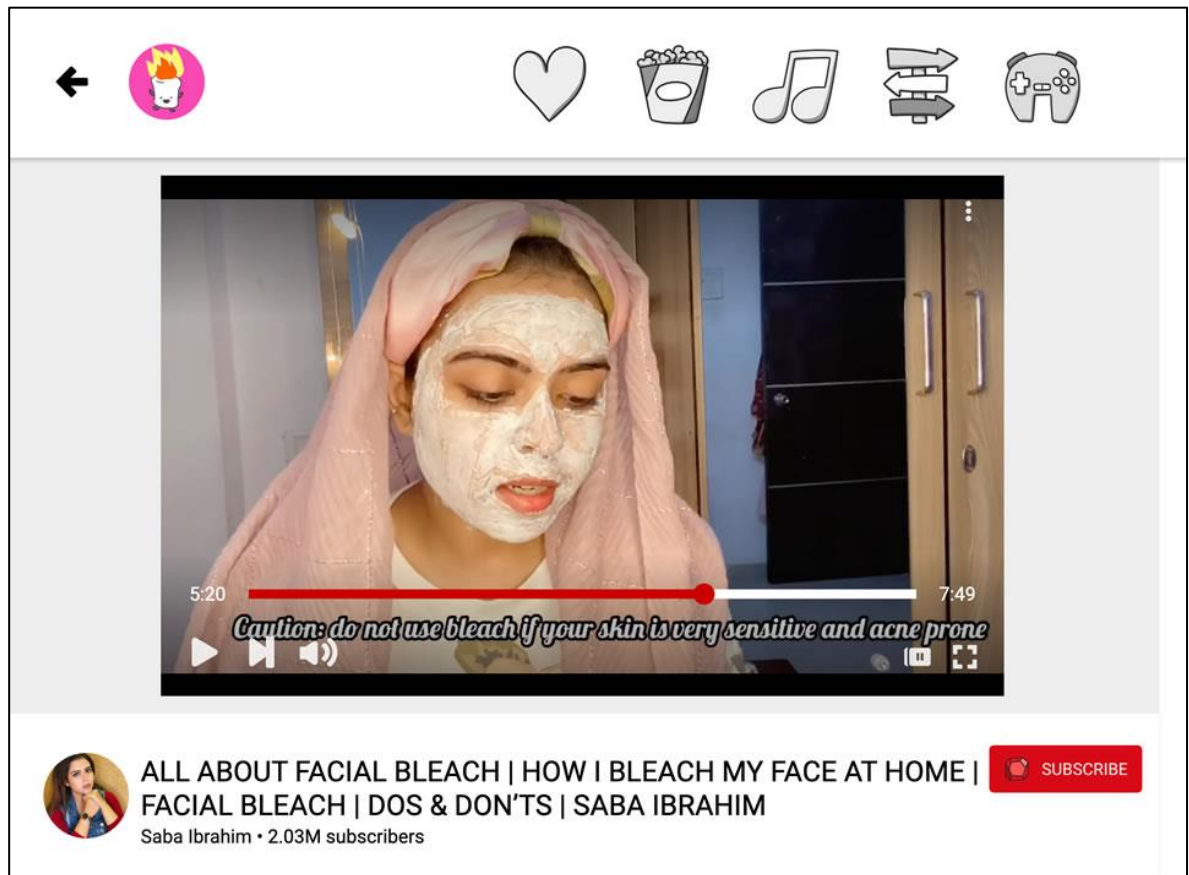 5:20
7:49
Caution: do not use bleach if your skin is very sensitive and acne prone
ALL ABOUT FACIAL BLEACH | HOW I BLEACH MY FACE AT HOME |
FACIAL BLEACH | DOS & DON’TS | SABA IBRAHIM
SUBSCRIBE
Saba Ibrahim • 2.03M subscribers